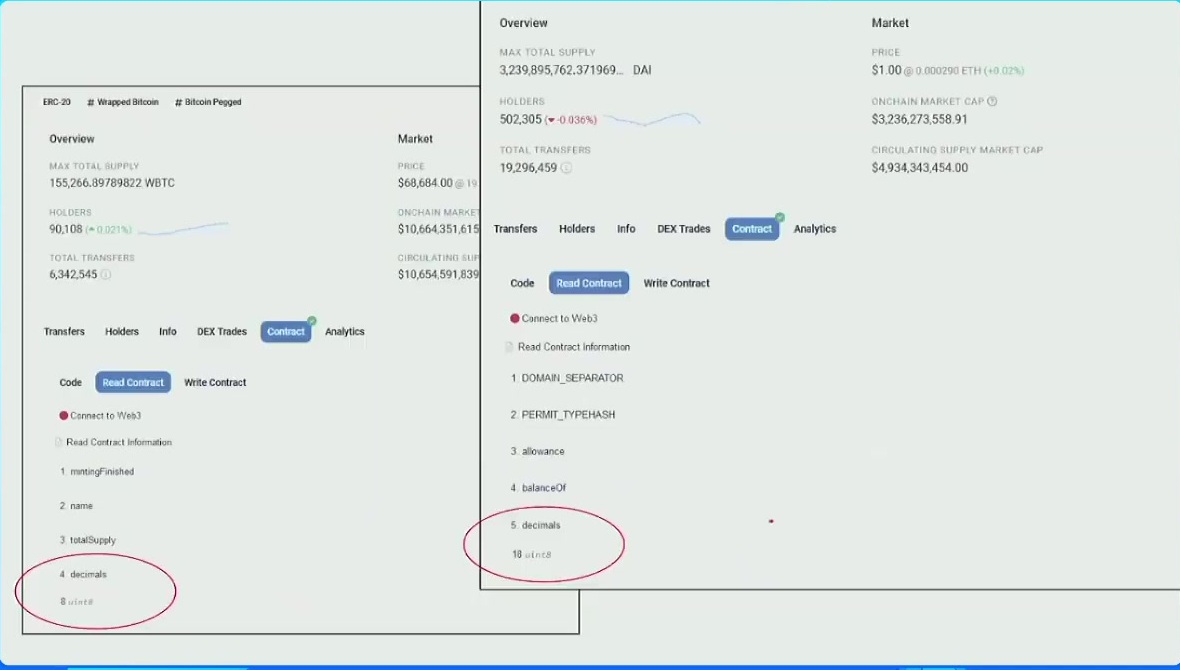 ERC-20 # Wrapped Bitcoin # Bitcoin Pegged
Overview
Market
MAX TOTAL SUPPLY
155,266.89789822 WBTC
PRICE
$68,684.00 @ 19
HOLDERS
90,108 (0.021%)
ONCHAIN MARKET
$10,664,351,615
TOTAL TRANSFERS
6,342,545
CIRCULATING SUP
$10,654,591,839
Transfers Holders Info DEX Trades Contract Analytics
Code Read Contract Write Contract
Connect to Web3
Read Contract Information
1. mintingFinished
2. name
3. totalSupply
4. decimals
8 uint8
Overview
Market
MAX TOTAL SUPPLY
3,239,895,762.371969... DAI
PRICE
$1.00 @ 0.000290 ETH (+0.02%)
HOLDERS
502,305 (-0.036%)
ONCHAIN MARKET CAP
$3,236,273,558.91
TOTAL TRANSFERS
19,296,459
CIRCULATING SUPPLY MARKET CAP
$4,934,343,454.00
Transfers Holders Info DEX Trades Contract Analytics
Code Read Contract Write Contract
Connect to Web3
Read Contract Information
1. DOMAIN_SEPARATOR
2. PERMIT_TYPEHASH
3. allowance
4. balanceOf
5. decimals
18 uint8